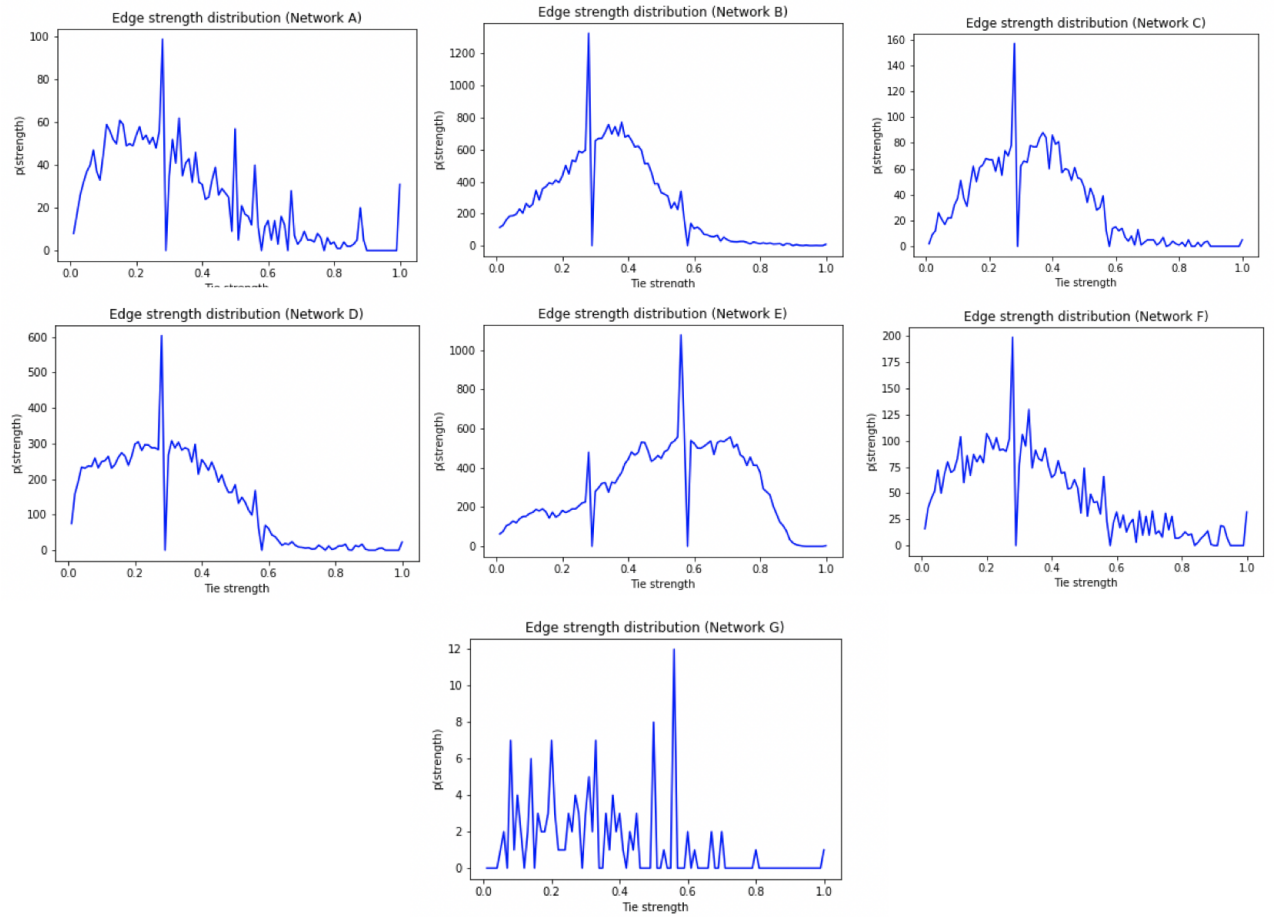 Edge strength distribution (Network A)
100
80
60
40
20
0
p(strength)
0.0 0.2 0.4 0.6 0.8 1.0
Tie strength
Edge strength distribution (Network B)
1200
1000
800
600
400
200
0
p(strength)
0.0 0.2 0.4 0.6 0.8 1.0
Tie strength
Edge strength distribution (Network C)
160
140
120
100
80
60
40
20
0
p(strength)
0.0 0.2 0.4 0.6 0.8 1.0
Tie strength
Edge strength distribution (Network D)
600
500
400
300
200
100
0
p(strength)
0.0 0.2 0.4 0.6 0.8 1.0
Tie strength
Edge strength distribution (Network E)
1000
800
600
400
200
0
p(strength)
0.0 0.2 0.4 0.6 0.8 1.0
Tie strength
Edge strength distribution (Network F)
200
175
150
125
100
75
50
25
0
p(strength)
0.0 0.2 0.4 0.6 0.8 1.0
Tie strength
Edge strength distribution (Network G)
12
10
8
6
4
2
0
p(strength)
0.0 0.2 0.4 0.6 0.8 1.0
Tie strength